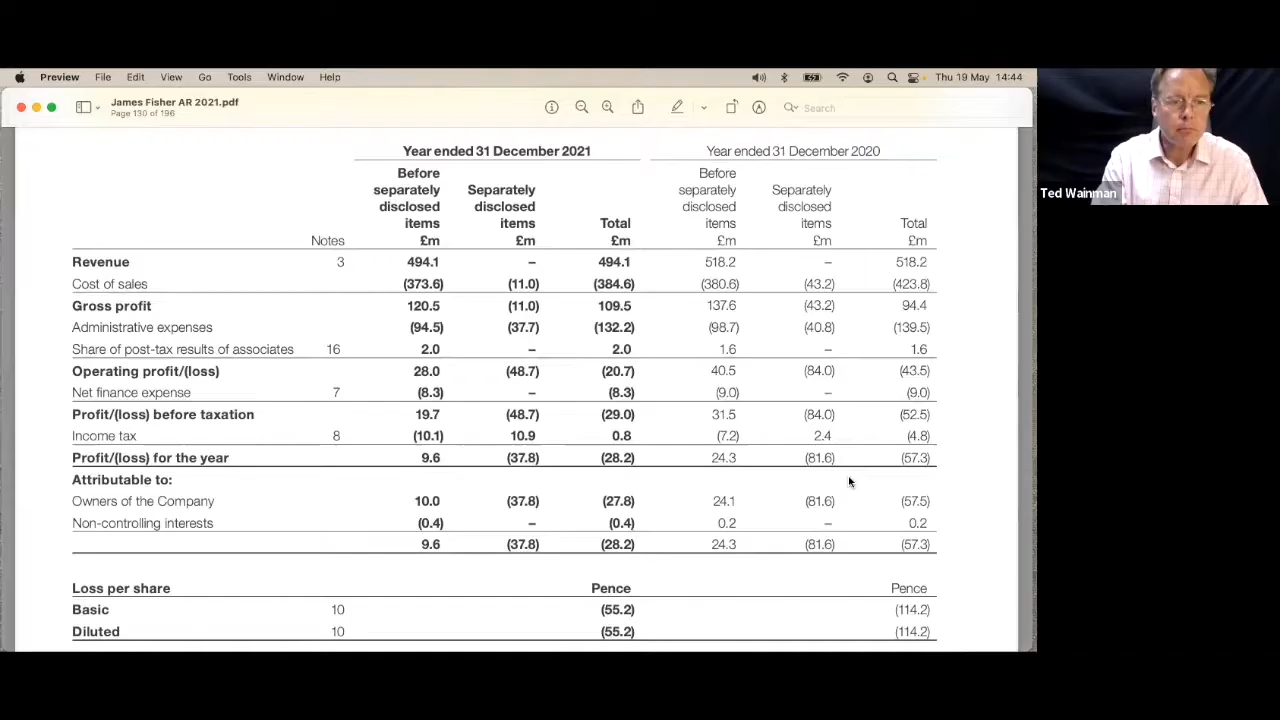 Preview File Edit View Go Tools Window Help Thu 19 May 14:44
James Fisher AR 2021.pdf
Page 130 of 196
Search
Ted Wainman
Year ended 31 December 2021 Year ended 31 December 2020
Before Before
separately Separately separately Separately
disclosed disclosed disclosed disclosed
items items Total items items Total
Notes £m £m £m £m £m £m
Revenue 3 494.1 – 494.1 518.2 – 518.2
Cost of sales (373.6) (11.0) (384.6) (380.6) (43.2) (423.8)
Gross profit 120.5 (11.0) 109.5 137.6 (43.2) 94.4
Administrative expenses (94.5) (37.7) (132.2) (98.7) (40.8) (139.5)
Share of post-tax results of associates 16 2.0 – 2.0 1.6 – 1.6
Operating profit/(loss) 28.0 (48.7) (20.7) 40.5 (84.0) (43.5)
Net finance expense 7 (8.3) – (8.3) (9.0) – (9.0)
Profit/(loss) before taxation 19.7 (48.7) (29.0) 31.5 (84.0) (52.5)
Income tax 8 (10.1) 10.9 0.8 (7.2) 2.4 (4.8)
Profit/(loss) for the year 9.6 (37.8) (28.2) 24.3 (81.6) (57.3)
Attributable to:
Owners of the Company 10.0 (37.8) (27.8) 24.1 (81.6) (57.5)
Non-controlling interests (0.4) – (0.4) 0.2 – 0.2
9.6 (37.8) (28.2) 24.3 (81.6) (57.3)
Loss per share Pence Pence
Basic 10 (55.2) (114.2)
Diluted 10 (55.2) (114.2)